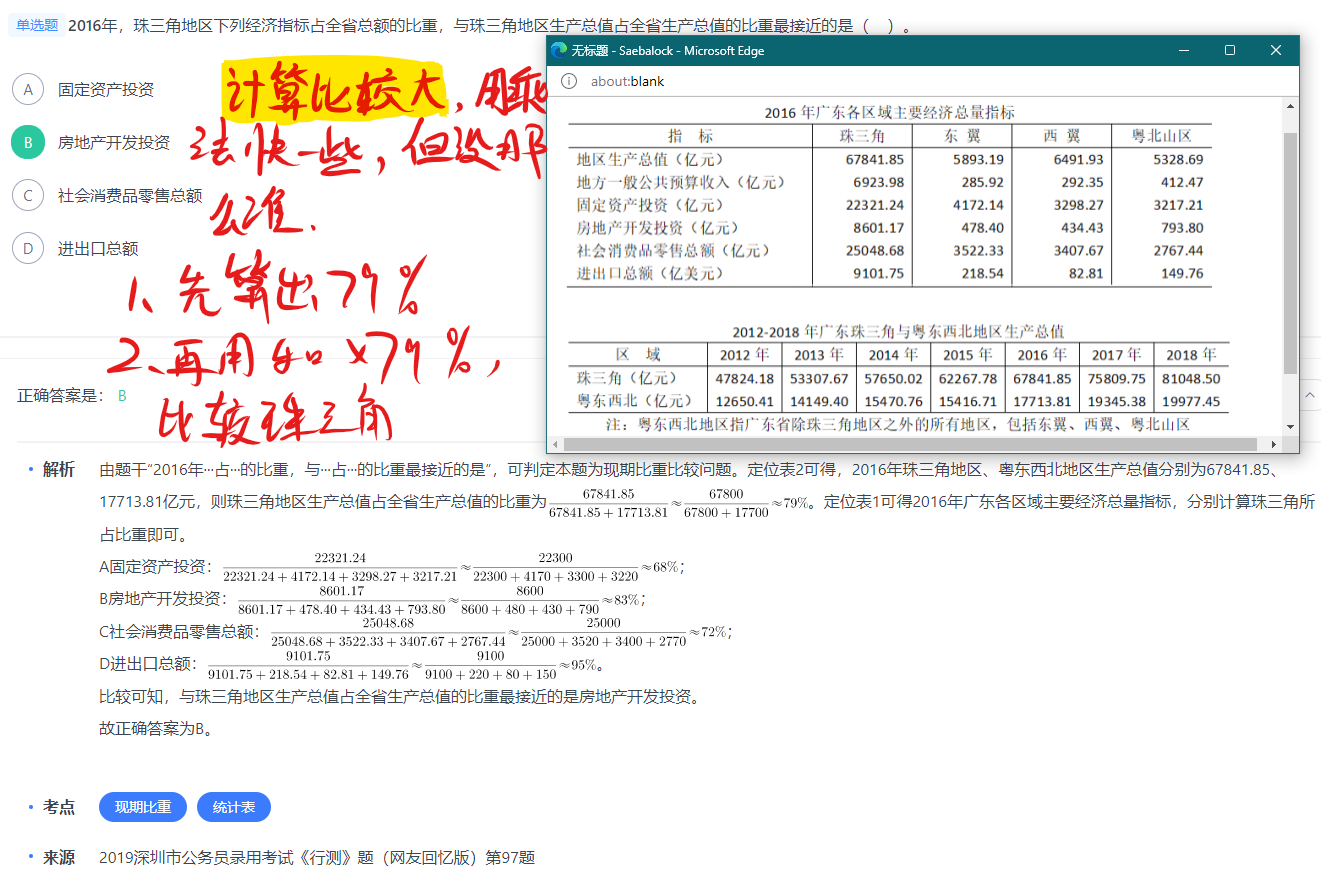 单选题 2016年，珠三角地区下列经济指标占全省总额的比重，与珠三角地区生产总值占全省生产总值的比重最接近的是（ ）。
A 固定资产投资
B 房地产开发投资
C 社会消费品零售总额
D 进出口总额
计算比较大，用乘
法快一些，但没那
么准.
1、先算出79%
2、再用和×79%，
比较珠三角
无标题 - Saebalock - Microsoft Edge
about:blank
2016 年广东各区域主要经济总量指标
指 标 珠三角 东 翼 西 翼 粤北山区
地区生产总值（亿元） 67841.85 5893.19 6491.93 5328.69
地方一般公共预算收入（亿元） 6923.98 285.92 292.35 412.47
固定资产投资（亿元） 22321.24 4172.14 3298.27 3217.21
房地产开发投资（亿元） 8601.17 478.40 434.43 793.80
社会消费品零售总额（亿元） 25048.68 3522.33 3407.67 2767.44
进出口总额（亿美元） 9101.75 218.54 82.81 149.76
2012-2018 年广东珠三角与粤东西北地区生产总值
区 域 2012 年 2013 年 2014 年 2015 年 2016 年 2017 年 2018 年
珠三角（亿元） 47824.18 53307.67 57650.02 62267.78 67841.85 75809.75 81048.50
粤东西北（亿元） 12650.41 14149.40 15470.76 15416.71 17713.81 19345.38 19977.45
注：粤东西北地区指广东省除珠三角地区之外的所有地区，包括东翼、西翼、粤北山区
正确答案是： B
• 解析 由题干“2016年···占···的比重，与···占···的比重最接近的是”，可判定本题为现期比重比较问题。定位表2可得，2016年珠三角地区、粤东西北地区生产总值分别为67841.85、
17713.81亿元，则珠三角地区生产总值占全省生产总值的比重为 67841.85/(67841.85+17713.81)≈67800/(67800+17700)≈79%。定位表1可得2016年广东各区域主要经济总量指标，分别计算珠三角所
占比重即可。
A固定资产投资：22321.24/(22321.24+4172.14+3298.27+3217.21)≈22300/(22300+4170+3300+3220)≈68%；
B房地产开发投资：8601.17/(8601.17+478.40+434.43+793.80)≈8600/(8600+480+430+790)≈83%；
C社会消费品零售总额：25048.68/(25048.68+3522.33+3407.67+2767.44)≈25000/(25000+3520+3400+2770)≈72%；
D进出口总额：9101.75/(9101.75+218.54+82.81+149.76)≈9100/(9100+220+80+150)≈95%。
比较可知，与珠三角地区生产总值占全省生产总值的比重最接近的是房地产开发投资。
故正确答案为B。
• 考点 现期比重 统计表
• 来源 2019深圳市公务员录用考试《行测》题（网友回忆版）第97题